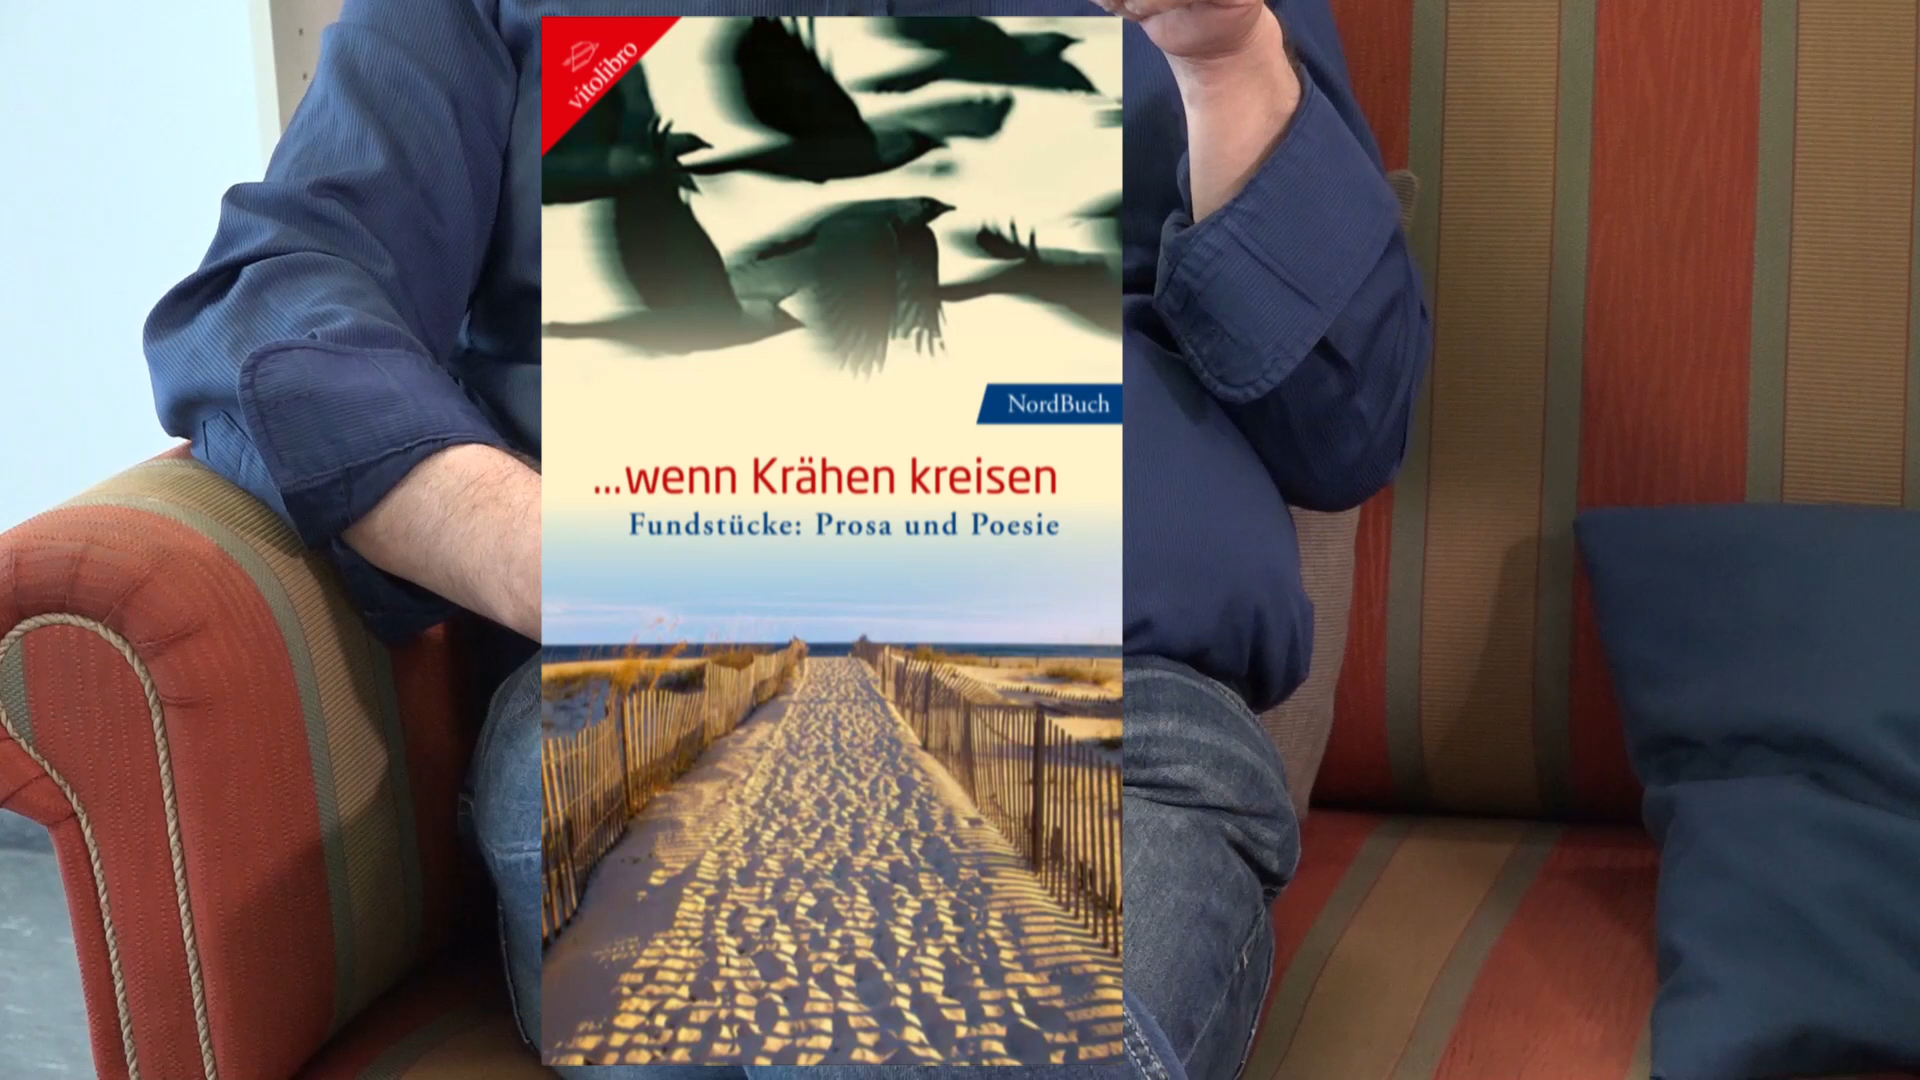 vitolibro
NordBuch
...wenn Krähen kreisen
Fundstücke: Prosa und Poesie